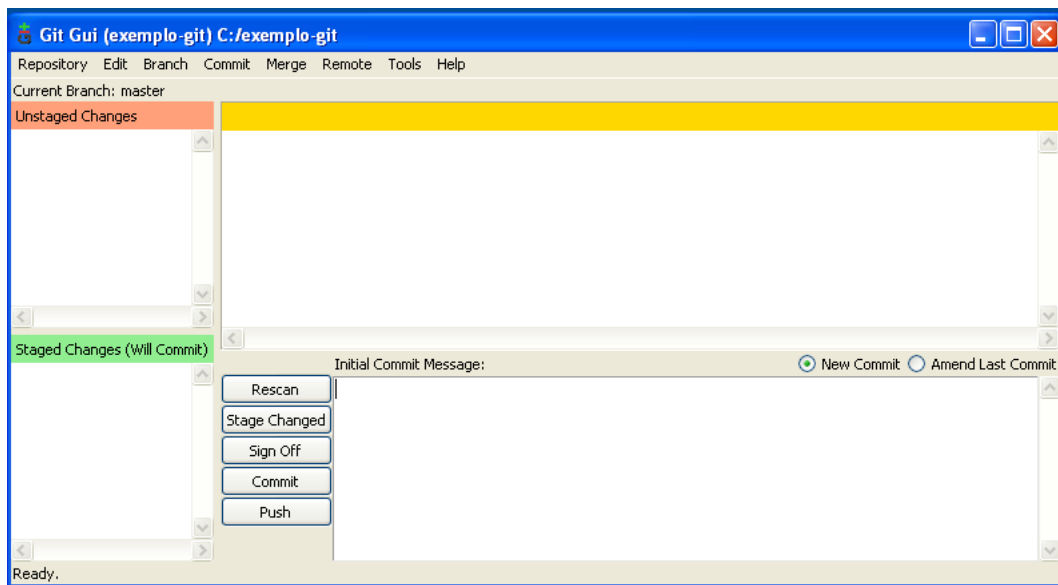 Git Gui (exemplo-git) C:/exemplo-git
Repository Edit Branch Commit Merge Remote Tools Help
Current Branch: master
Unstaged Changes
Staged Changes (Will Commit)
Initial Commit Message:
New Commit Amend Last Commit
Rescan
Stage Changed
Sign Off
Commit
Push
Ready.